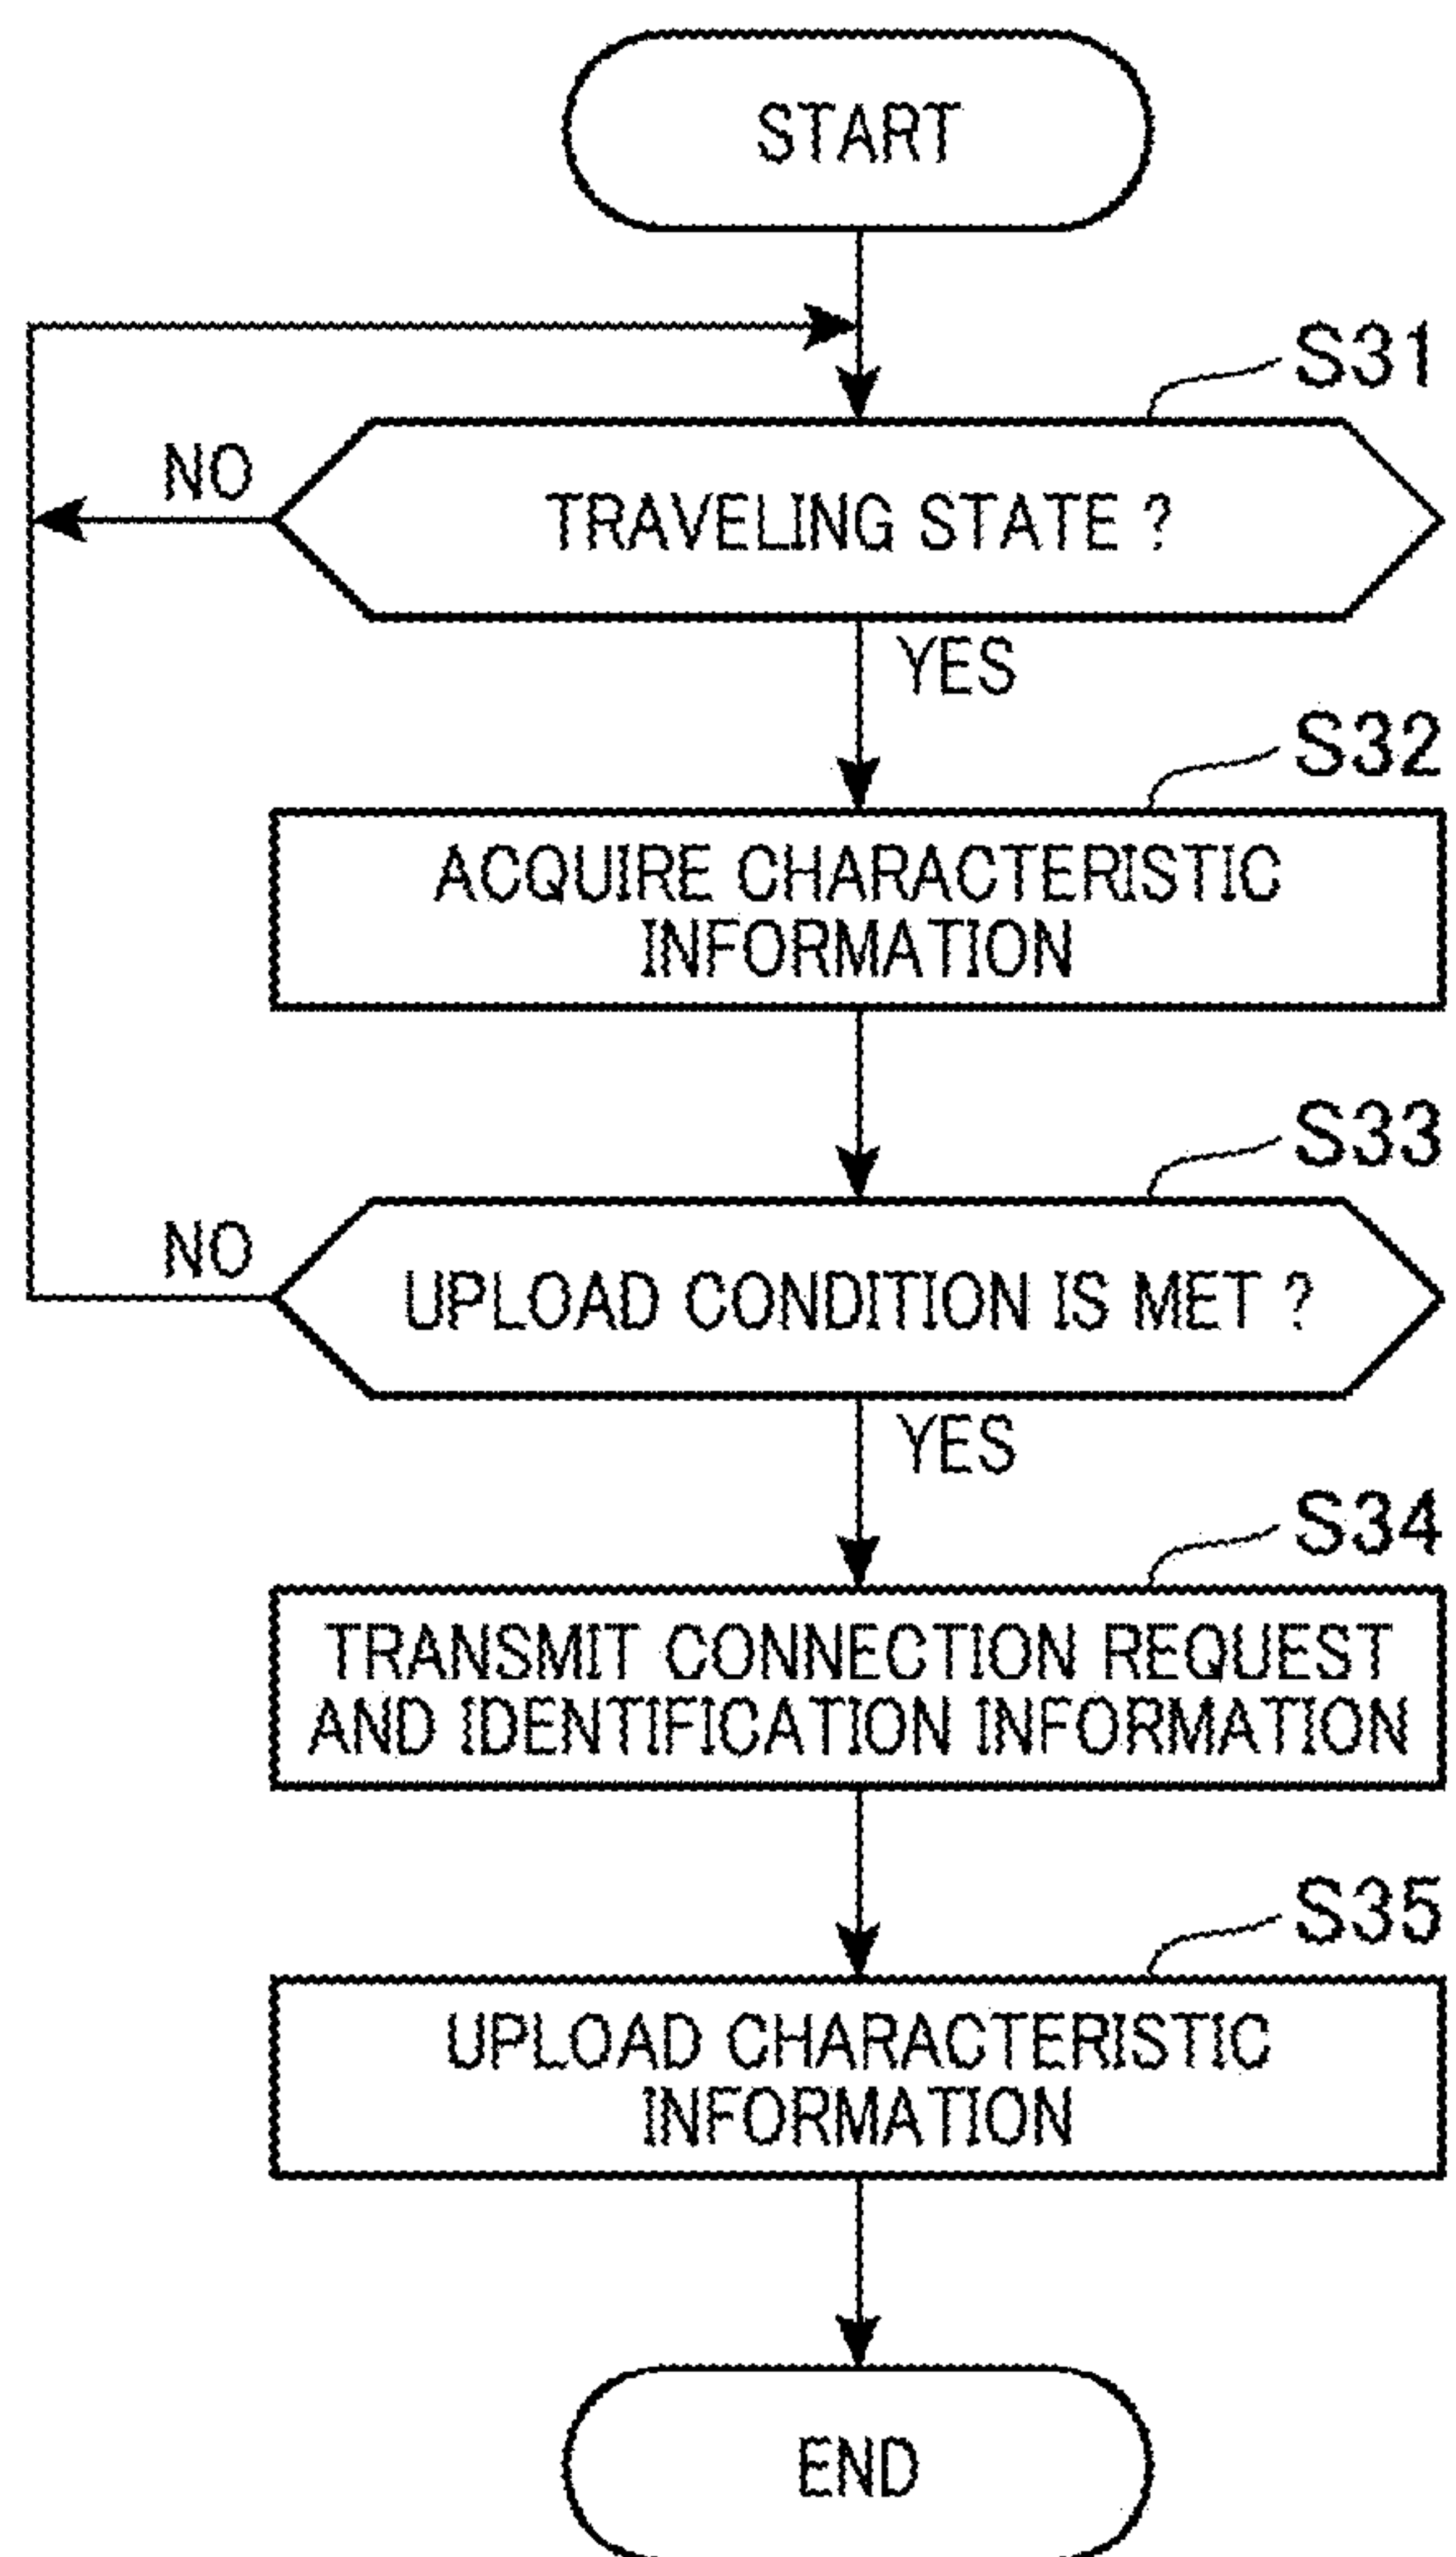 START
S31
NO
TRAVELING STATE ?
YES
S32
ACQUIRE CHARACTERISTIC
INFORMATION
S33
NO
UPLOAD CONDITION IS MET ?
YES
S34
TRANSMIT CONNECTION REQUEST
AND IDENTIFICATION INFORMATION
S35
UPLOAD CHARACTERISTIC
INFORMATION
END